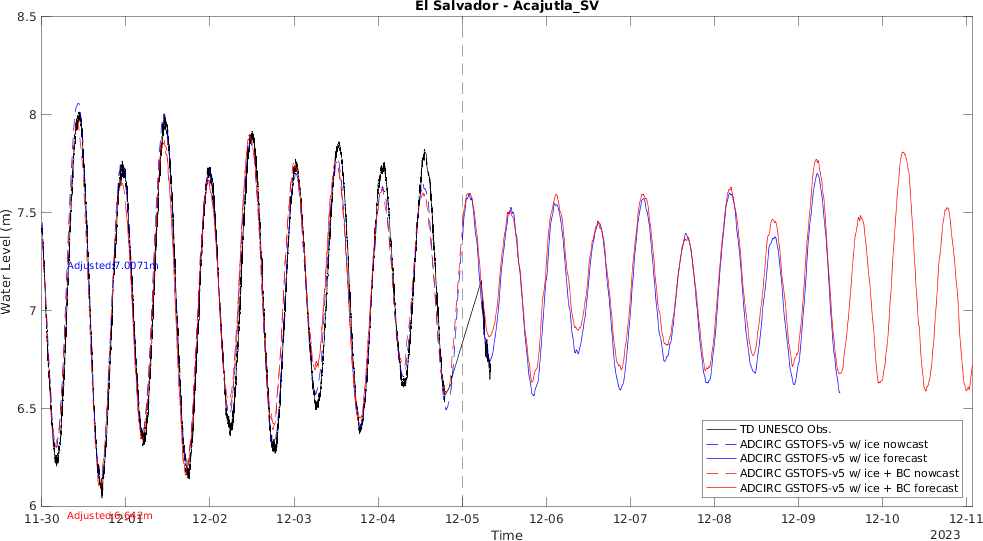 El Salvador - Acajutla_SV
8.5
8
7.5
7
6.5
6
Water Level (m)
Adjusted:7.0071m
TD UNESCO Obs.
ADCIRC GSTOFS-v5 w/ ice nowcast
ADCIRC GSTOFS-v5 w/ ice forecast
ADCIRC GSTOFS-v5 w/ ice + BC nowcast
ADCIRC GSTOFS-v5 w/ ice + BC forecast
11-30 12-01 12-02 12-03 12-04 12-05 12-06 12-07 12-08 12-09 12-10 12-11
Time
2023